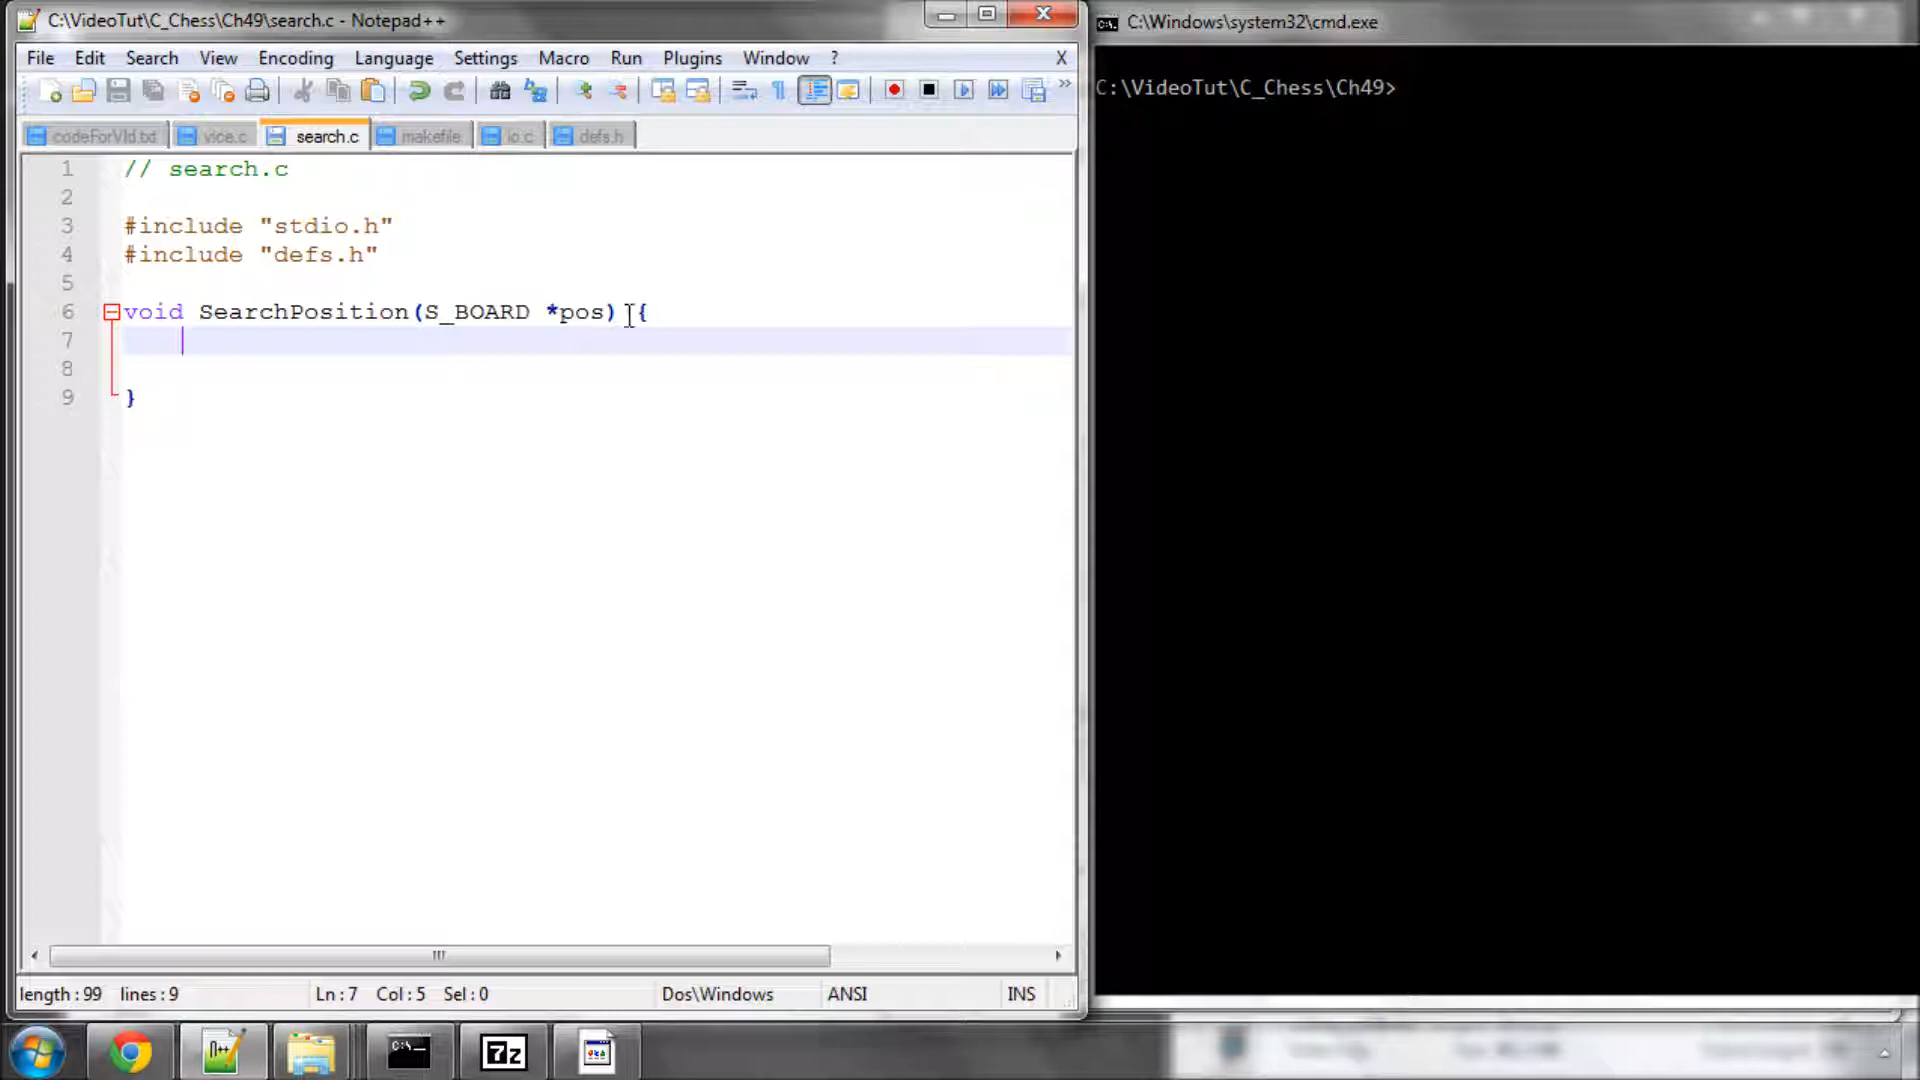 C:\VideoTut\C_Chess\Ch49\search.c - Notepad++
File Edit Search View Encoding Language Settings Macro Run Plugins Window ? X
codeForVid.txt vice.c search.c makefile io.c defs.h
1 // search.c
2
3 #include "stdio.h"
4 #include "defs.h"
5
6 void SearchPosition(S_BOARD *pos) {
7
8
9 }
length : 99 lines : 9 Ln : 7 Col : 5 Sel : 0 Dos\Windows ANSI INS
C:\Windows\system32\cmd.exe
C:\VideoTut\C_Chess\Ch49>